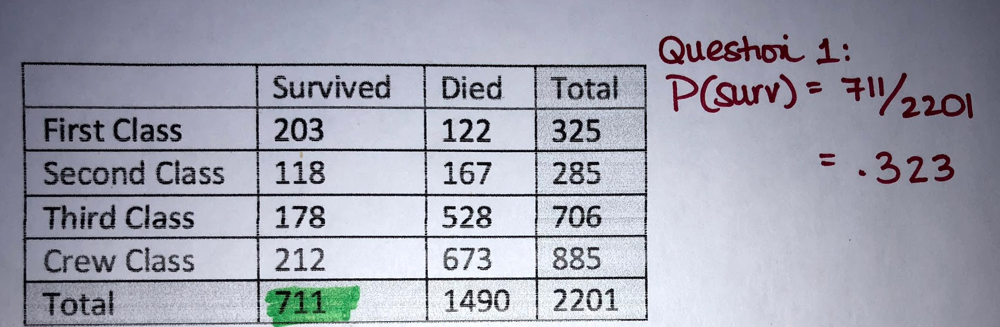 Question 1:
Survived Died Total P(surv) = 711/2201
First Class 203 122 325
Second Class 118 167 285 = .323
Third Class 178 528 706
Crew Class 212 673 885
Total 711 1490 2201